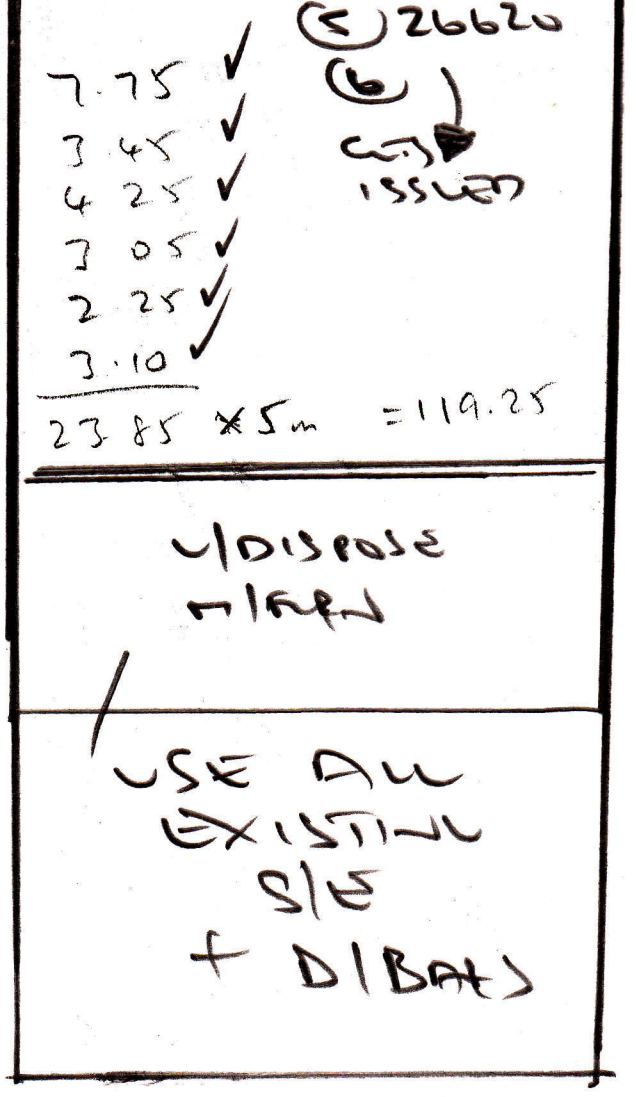 (5) 26620
7.75 ✓ (6)
3.45 ✓
4 25 ✓ ISSUED
3 05 ✓
2 25 ✓
3.10 ✓
23 85 × 5m = 119.25
U/DISPOSE
M/FURN
USE ALL
EXISTING
S/E
+ D/BARS